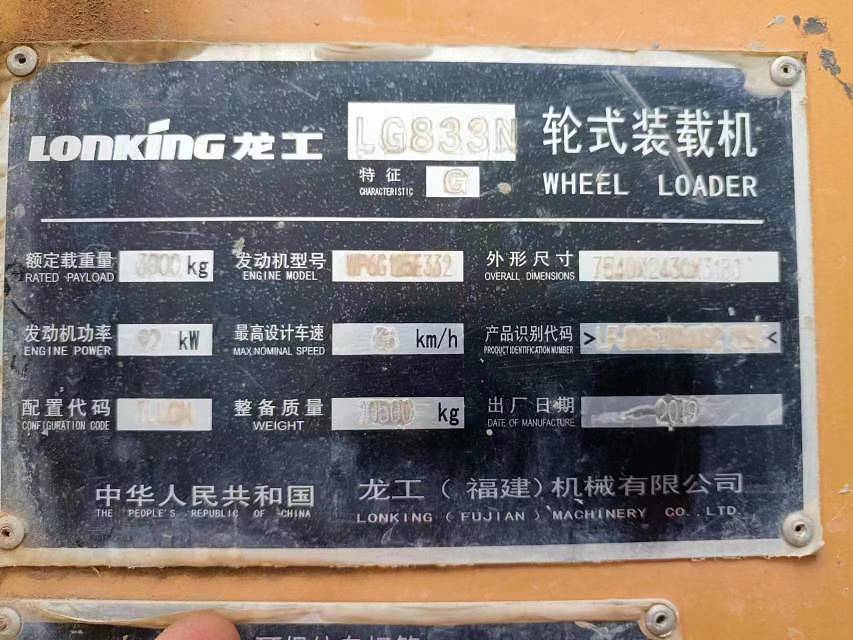 LONKING 龙工 LG833N 轮式装载机
特征 G WHEEL LOADER
CHARACTERISTIC
额定载重量 3000 kg 发动机型号 WP6G125E332 外形尺寸
RATED PAYLOAD ENGINE MODEL OVERALL DIMENSIONS
发动机功率 92 kW 最高设计车速 km/h 产品识别代码 > <
ENGINE POWER MAX.NOMINAL SPEED PRODUCT IDENTIFICATION NUMBER
配置代码 整备质量 kg 出厂日期 2019
CONFIGURATION CODE WEIGHT DATE OF MANUFACTURE
中华人民共和国 龙工(福建)机械有限公司
THE PEOPLE'S REPUBLIC OF CHINA LONKING (FUJIAN) MACHINERY CO.,LTD